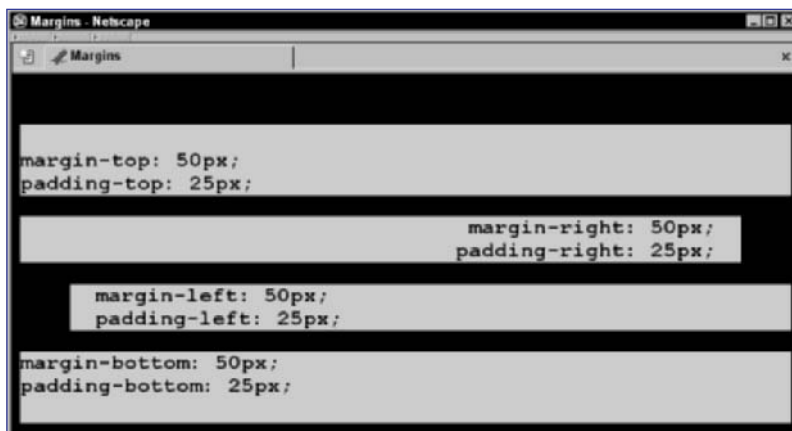 Margins - Netscape
Margins
margin-top: 50px;
padding-top: 25px;
margin-right: 50px;
padding-right: 25px;
margin-left: 50px;
padding-left: 25px;
margin-bottom: 50px;
padding-bottom: 25px;